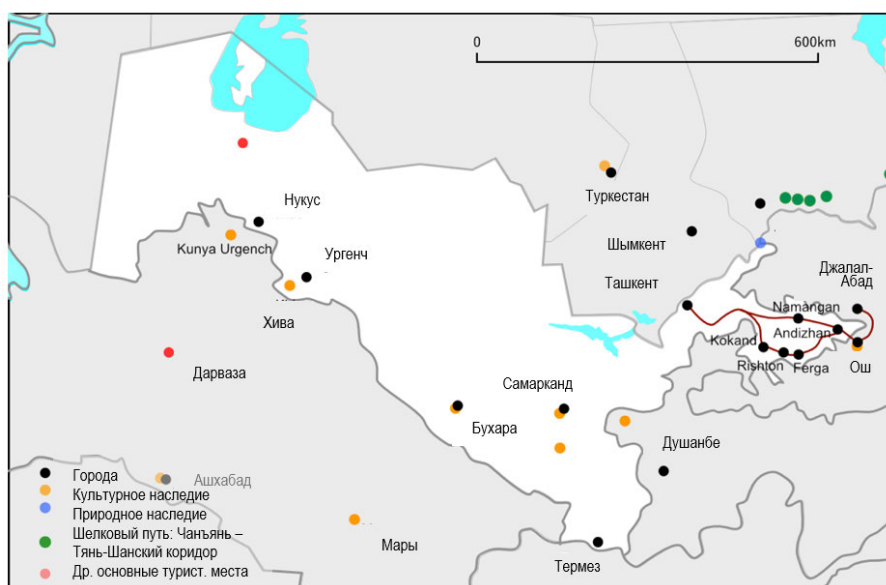 0
600km
Туркестан
Нукус
Kunya Urgench
Ургенч
Хива
Шымкент
Ташкент
Джалал-
Абад
Namangan
Andizhan
Kokand
Rishton
Ferga
Ош
Дарваза
Самарканд
Бухара
Душанбе
Ашхабад
Мары
Термез
Города
Культурное наследие
Природное наследие
Шелковый путь: Чанъянь –
Тянь-Шанский коридор
Др. основные турист. места